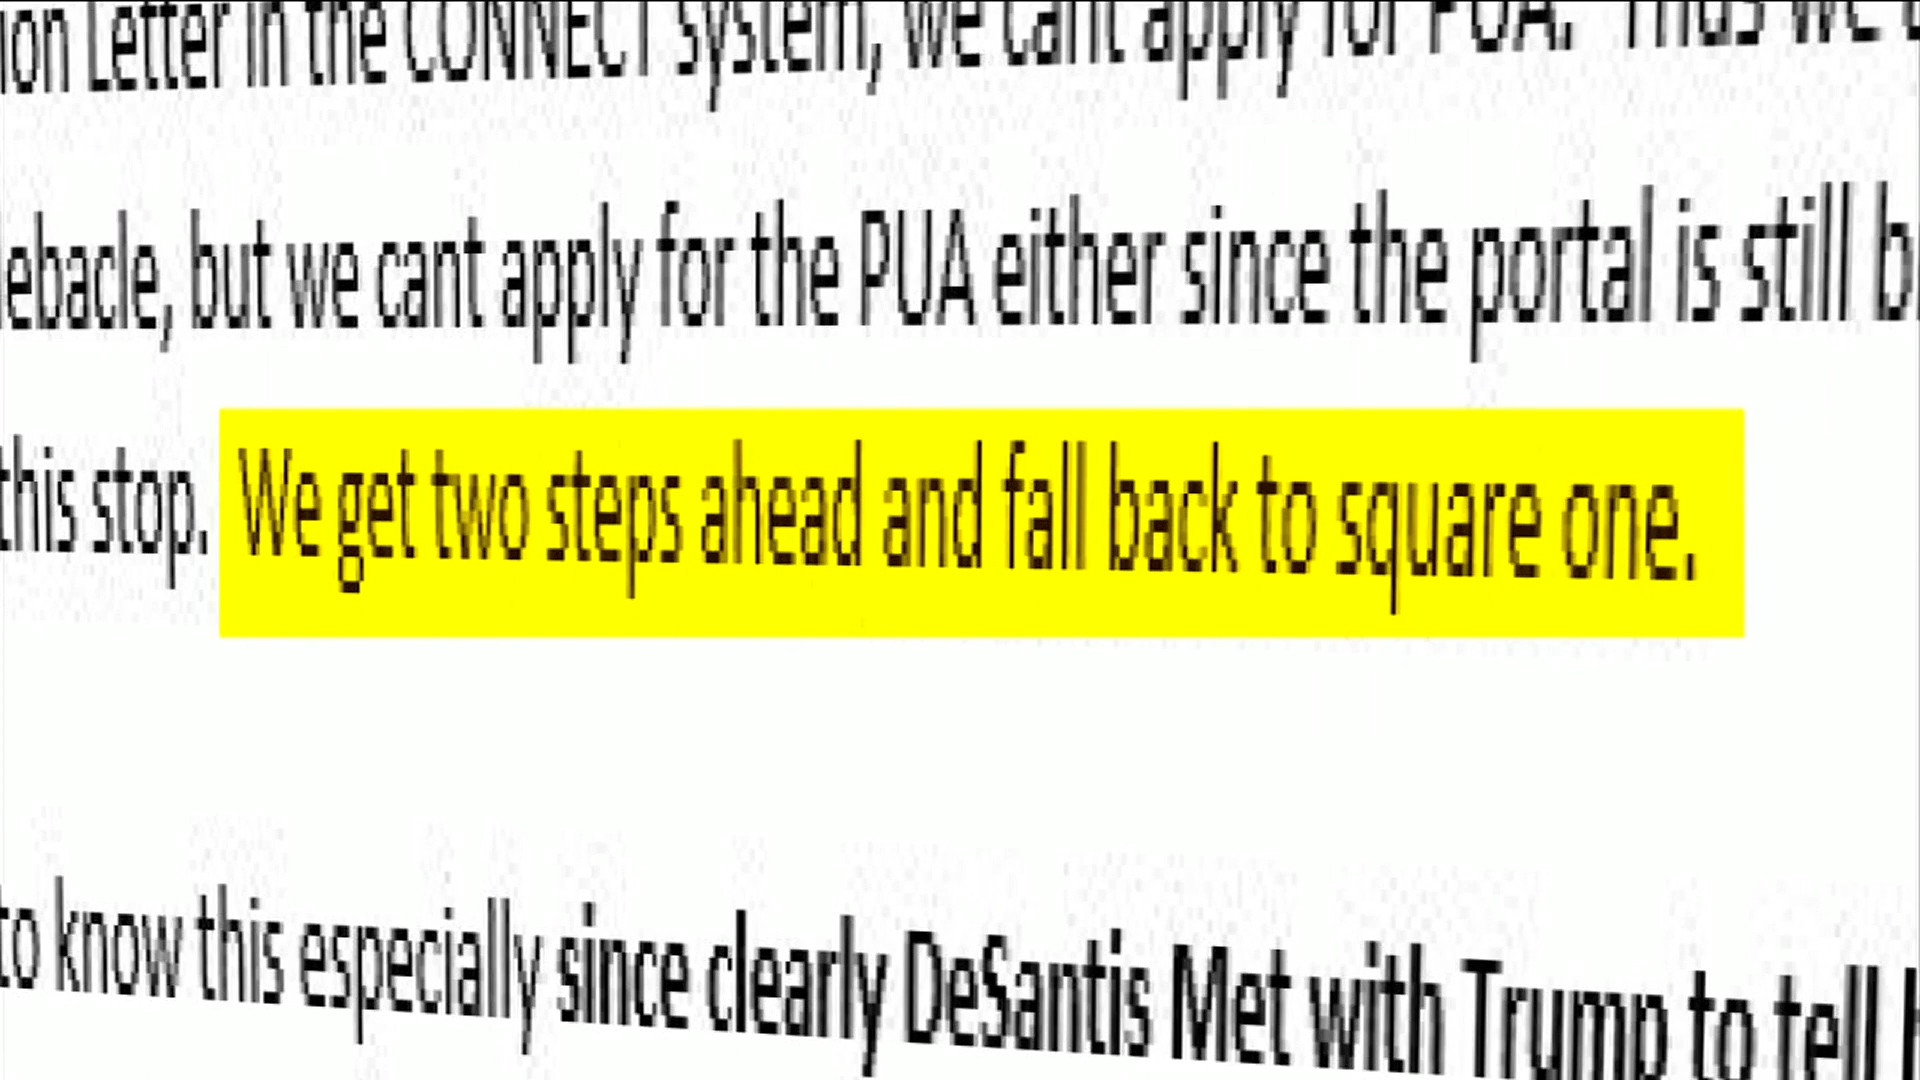 ion Letter in the CONNECT system, we cant apply for PUA. Thus we
ebacle, but we cant apply for the PUA either since the portal is still
this stop. We get two steps ahead and fall back to square one.
to know this especially since clearly DeSantis Met with Trump to tell